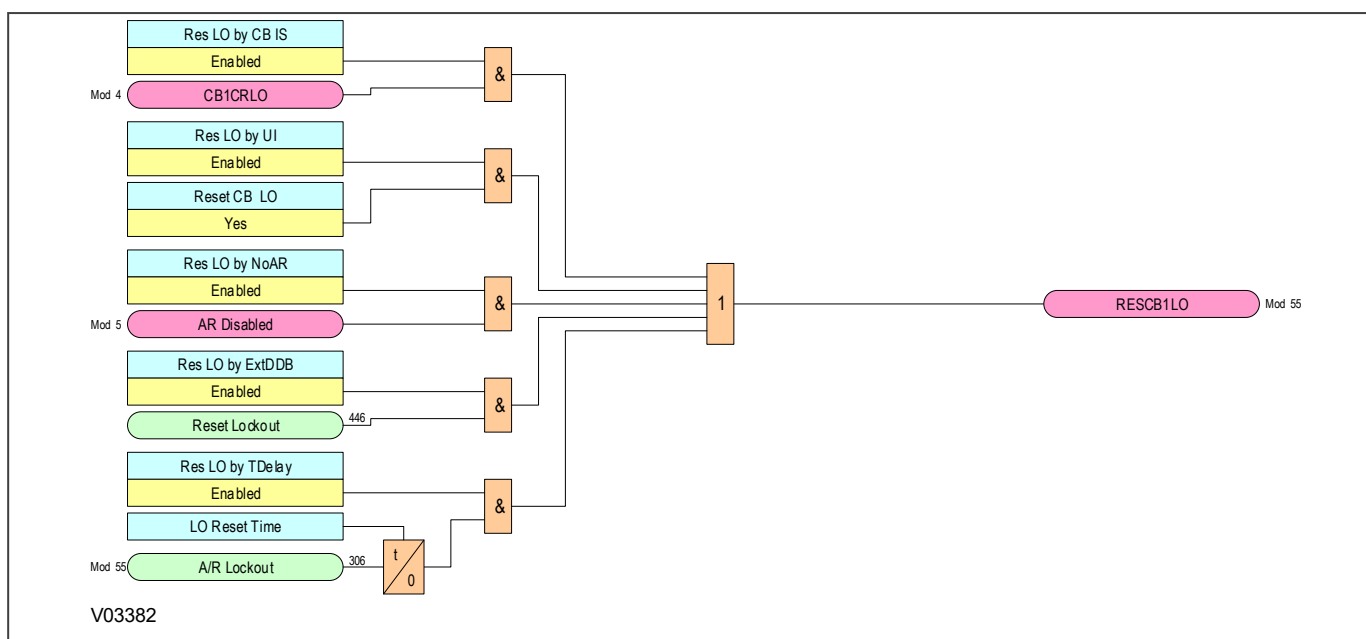 Res LO by CB IS
Enabled
&
Mod 4
CB1CRLO
Res LO by UI
Enabled
&
Reset CB LO
Yes
Res LO by NoAR
Enabled
&
1
RESCB1LO
Mod 55
Mod 5
AR Disabled
Res LO by ExtDDB
Enabled
&
Reset Lockout
446
Res LO by TDelay
Enabled
&
LO Reset Time
t
0
Mod 55
A/R Lockout
306
V03382